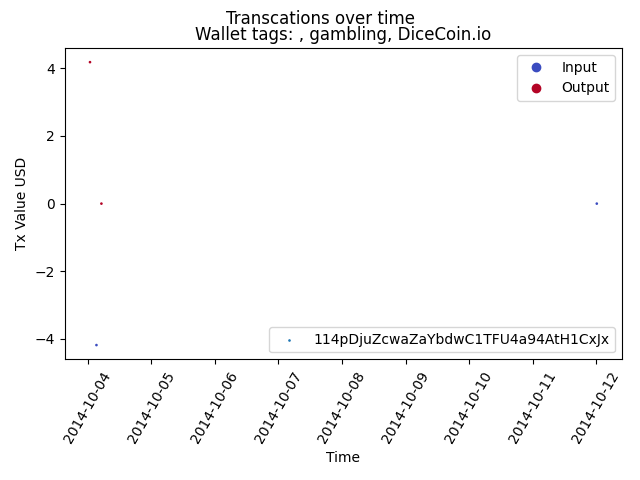 Transcations over time
Wallet tags: , gambling, DiceCoin.io
Input
Output
Tx Value USD
4
2
0
−2
−4
114pDjuZcwaZaYbdwC1TFU4a94AtH1CxJx
2014-10-04
2014-10-05
2014-10-06
2014-10-07
2014-10-08
2014-10-09
2014-10-10
2014-10-11
2014-10-12
Time